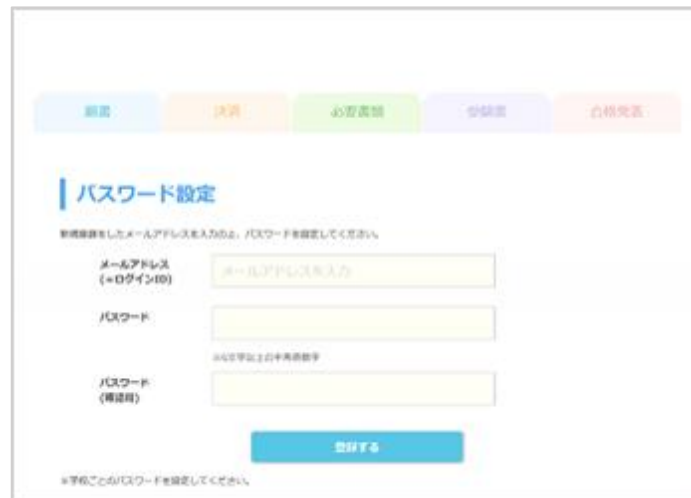 願書 決済 必要書類 受験票 合格発表
パスワード設定
新規登録をしたメールアドレスを入力の上、パスワードを設定してください。
メールアドレス
(=ログインID)
メールアドレスを入力
パスワード
※6文字以上の半角英数字
パスワード
(確認用)
登録する
※学校ごとのパスワードを設定してください。